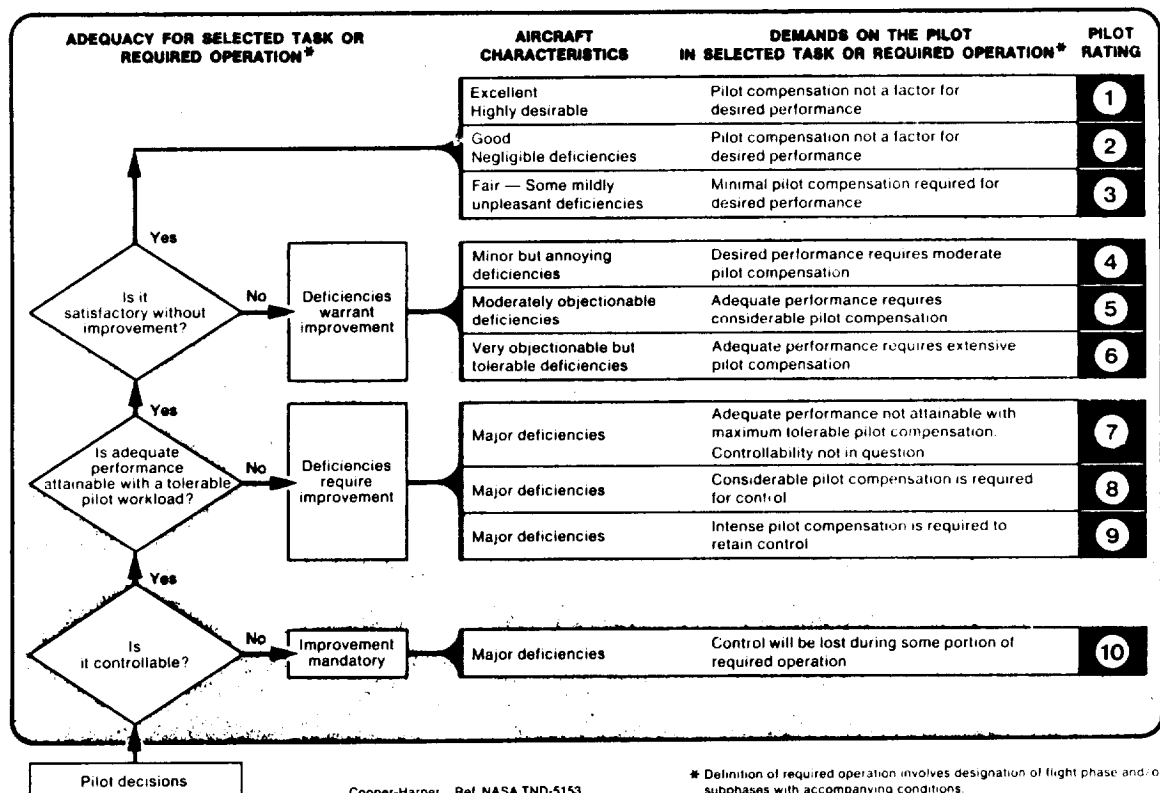 ADEQUACY FOR SELECTED TASK OR
REQUIRED OPERATION*
AIRCRAFT
CHARACTERISTICS
DEMANDS ON THE PILOT
IN SELECTED TASK OR REQUIRED OPERATION*
PILOT
RATING
Excellent
Highly desirable
Pilot compensation not a factor for
desired performance
1
Good
Negligible deficiencies
Pilot compensation not a factor for
desired performance
2
Fair — Some mildly
unpleasant deficiencies
Minimal pilot compensation required for
desired performance
3
Yes
Is it
satisfactory without
improvement?
No
Deficiencies
warrant
improvement
Minor but annoying
deficiencies
Desired performance requires moderate
pilot compensation
4
Moderately objectionable
deficiencies
Adequate performance requires
considerable pilot compensation
5
Very objectionable but
tolerable deficiencies
Adequate performance requires extensive
pilot compensation
6
Yes
Is adequate
performance
attainable with a tolerable
pilot workload?
No
Deficiencies
require
improvement
Major deficiencies
Adequate performance not attainable with
maximum tolerable pilot compensation.
Controllability not in question
7
Major deficiencies
Considerable pilot compensation is required
for control
8
Major deficiencies
Intense pilot compensation is required to
retain control
9
Yes
Is
it controllable?
No
Improvement
mandatory
Major deficiencies
Control will be lost during some portion of
required operation
10
Pilot decisions
Cooper-Harper Ref. NASA TND-5153
* Definition of required operation involves designation of flight phase and/o
subphases with accompanying conditions.